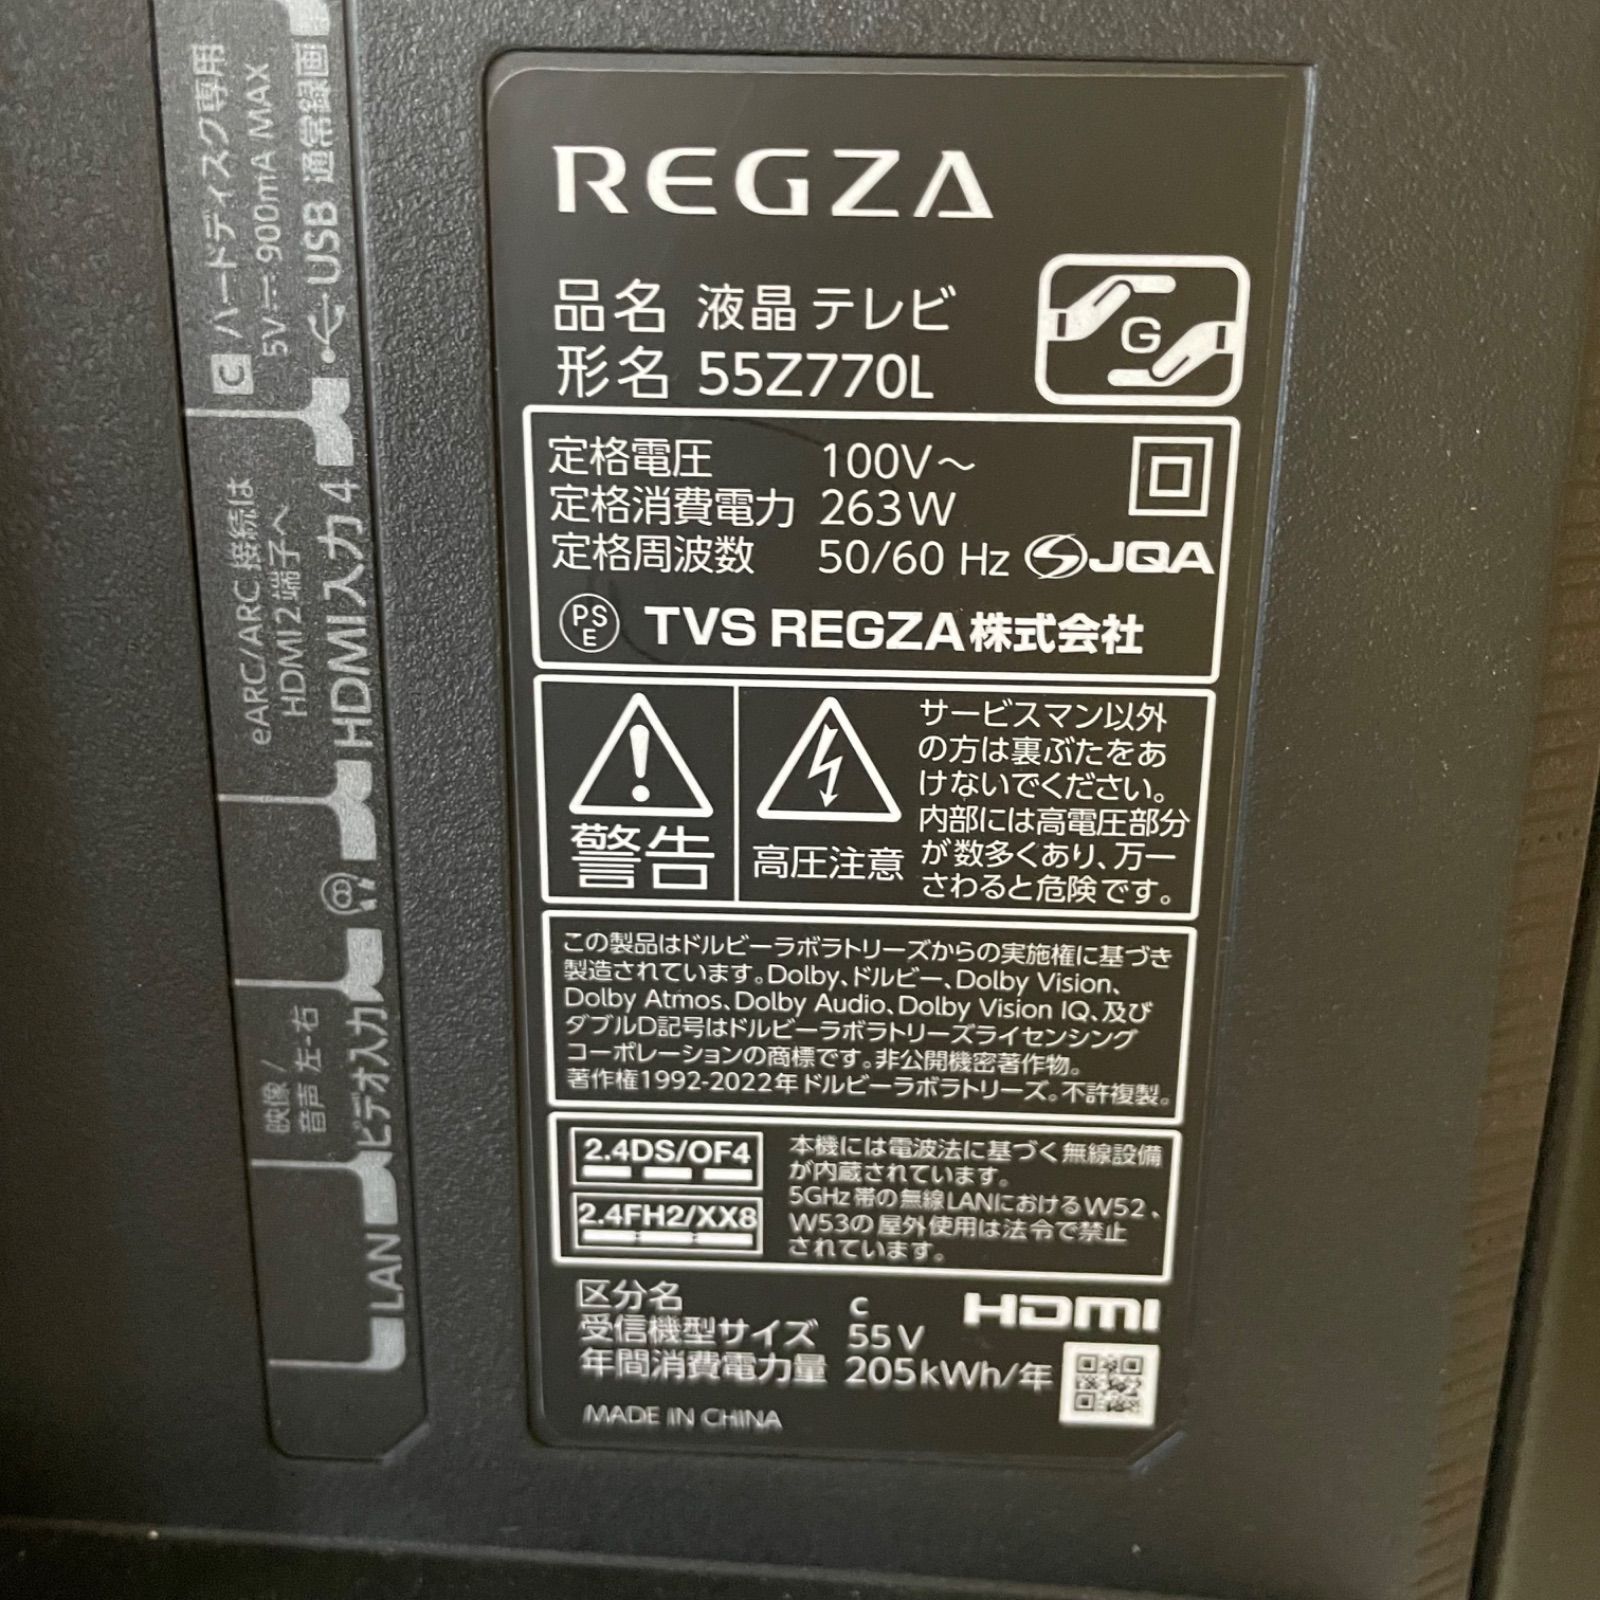 C ハードディスク専用
5V⎓900mA MAX
USB 通常録画
eARC/ARC接続は
HDMI2端子へ
HDMI入力4
映像/
音声 左-右
ビデオ入力
LAN
REGZA
品名 液晶テレビ
形名 55Z770L
G
定格電圧 100V～
定格消費電力 263W
定格周波数 50/60 Hz JQA
PSE TVS REGZA株式会社
警告
高圧注意
サービスマン以外
の方は裏ぶたをあ
けないでください。
内部には高電圧部分
が数多くあり、万一
さわると危険です。
この製品はドルビーラボラトリーズからの実施権に基づき
製造されています。Dolby、ドルビー、Dolby Vision、
Dolby Atmos、Dolby Audio、Dolby Vision IQ、及び
ダブルD記号はドルビーラボラトリーズライセンシング
コーポレーションの商標です。非公開機密著作物。
著作権1992-2022年ドルビーラボラトリーズ。不許複製。
2.4DS/OF4
2.4FH2/XX8
本機には電波法に基づく無線設備
が内蔵されています。
5GHz帯の無線LANにおけるW52、
W53の屋外使用は法令で禁止
されています。
区分名 c
受信機型サイズ 55V
年間消費電力量 205kWh/年
HDMI
MADE IN CHINA